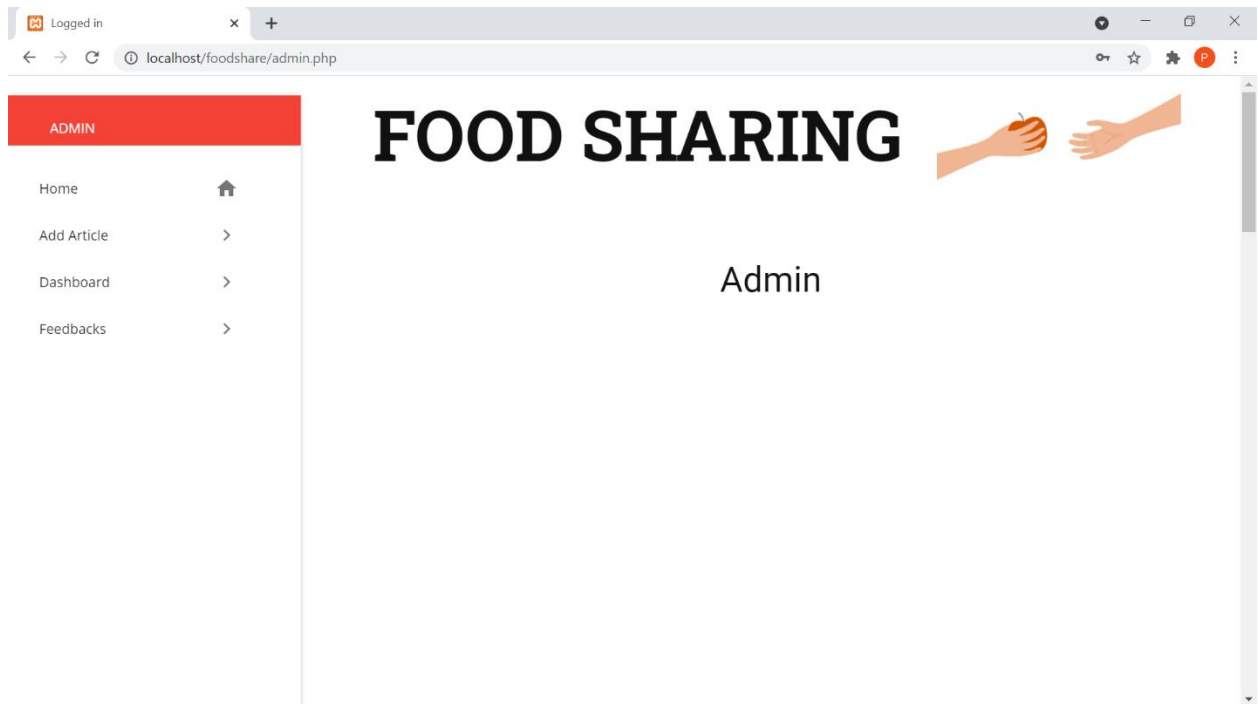 Logged in
localhost/foodshare/admin.php
P
ADMIN
FOOD SHARING
Home
Add Article
Dashboard
Feedbacks
Admin